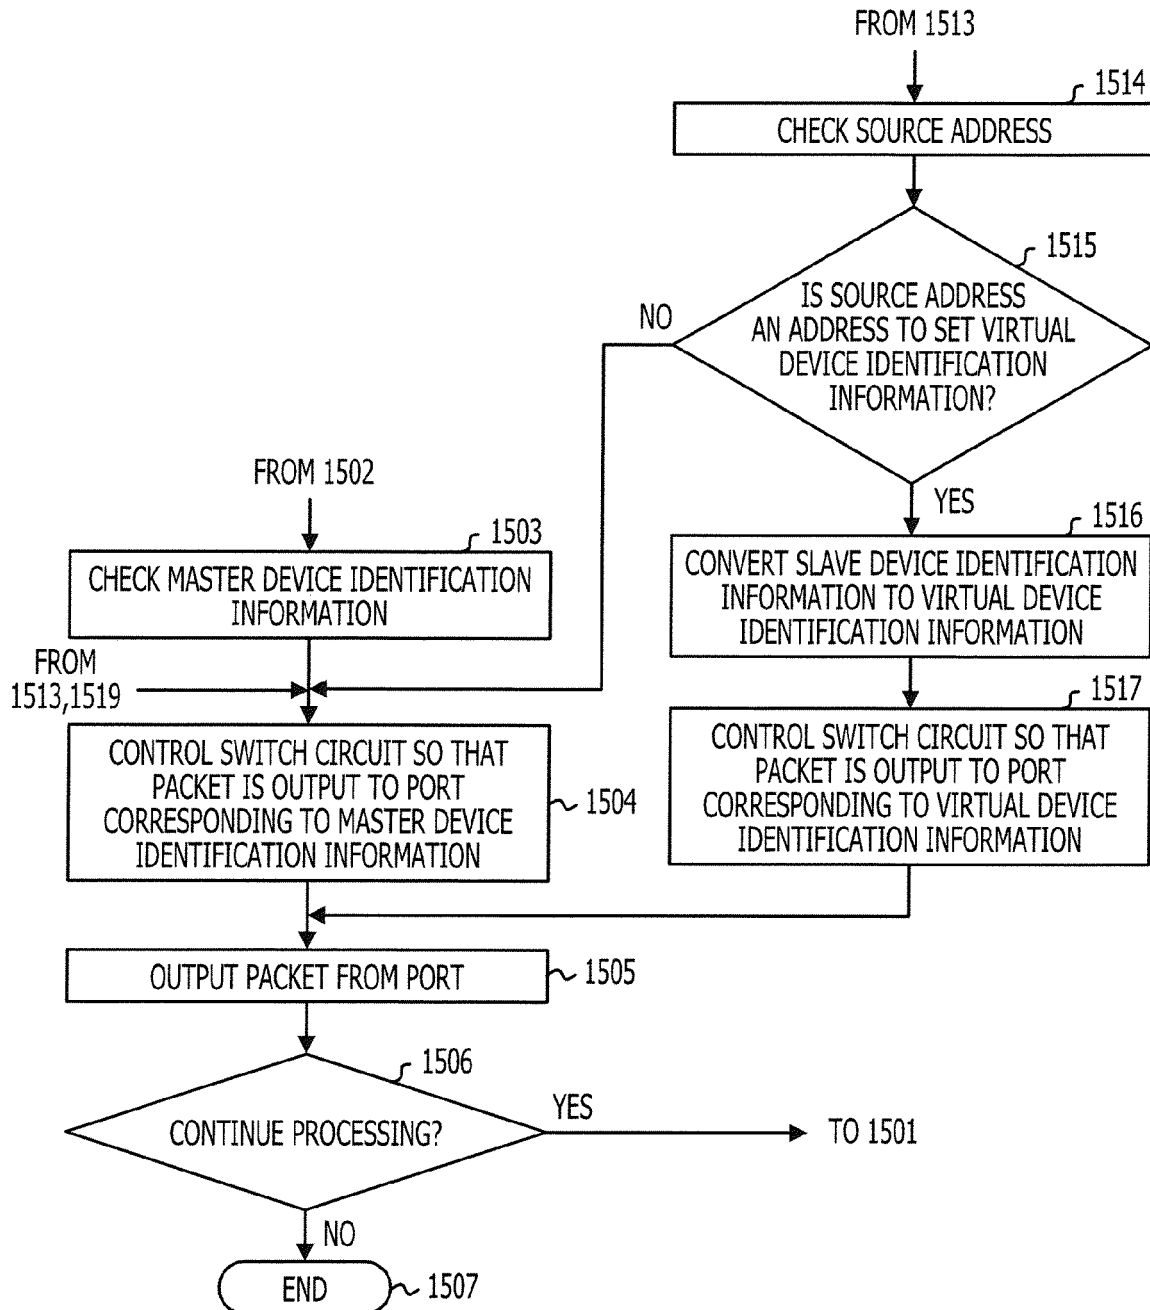 FROM 1513
1514
CHECK SOURCE ADDRESS
1515
IS SOURCE ADDRESS
AN ADDRESS TO SET VIRTUAL
DEVICE IDENTIFICATION
INFORMATION?
NO
YES
FROM 1502
1503
CHECK MASTER DEVICE IDENTIFICATION
INFORMATION
1516
CONVERT SLAVE DEVICE IDENTIFICATION
INFORMATION TO VIRTUAL DEVICE
IDENTIFICATION INFORMATION
FROM
1513,1519
1517
CONTROL SWITCH CIRCUIT SO THAT
PACKET IS OUTPUT TO PORT
CORRESPONDING TO VIRTUAL DEVICE
IDENTIFICATION INFORMATION
CONTROL SWITCH CIRCUIT SO THAT
PACKET IS OUTPUT TO PORT
CORRESPONDING TO MASTER DEVICE
IDENTIFICATION INFORMATION
1504
OUTPUT PACKET FROM PORT
1505
1506
CONTINUE PROCESSING?
YES
TO 1501
NO
END
1507